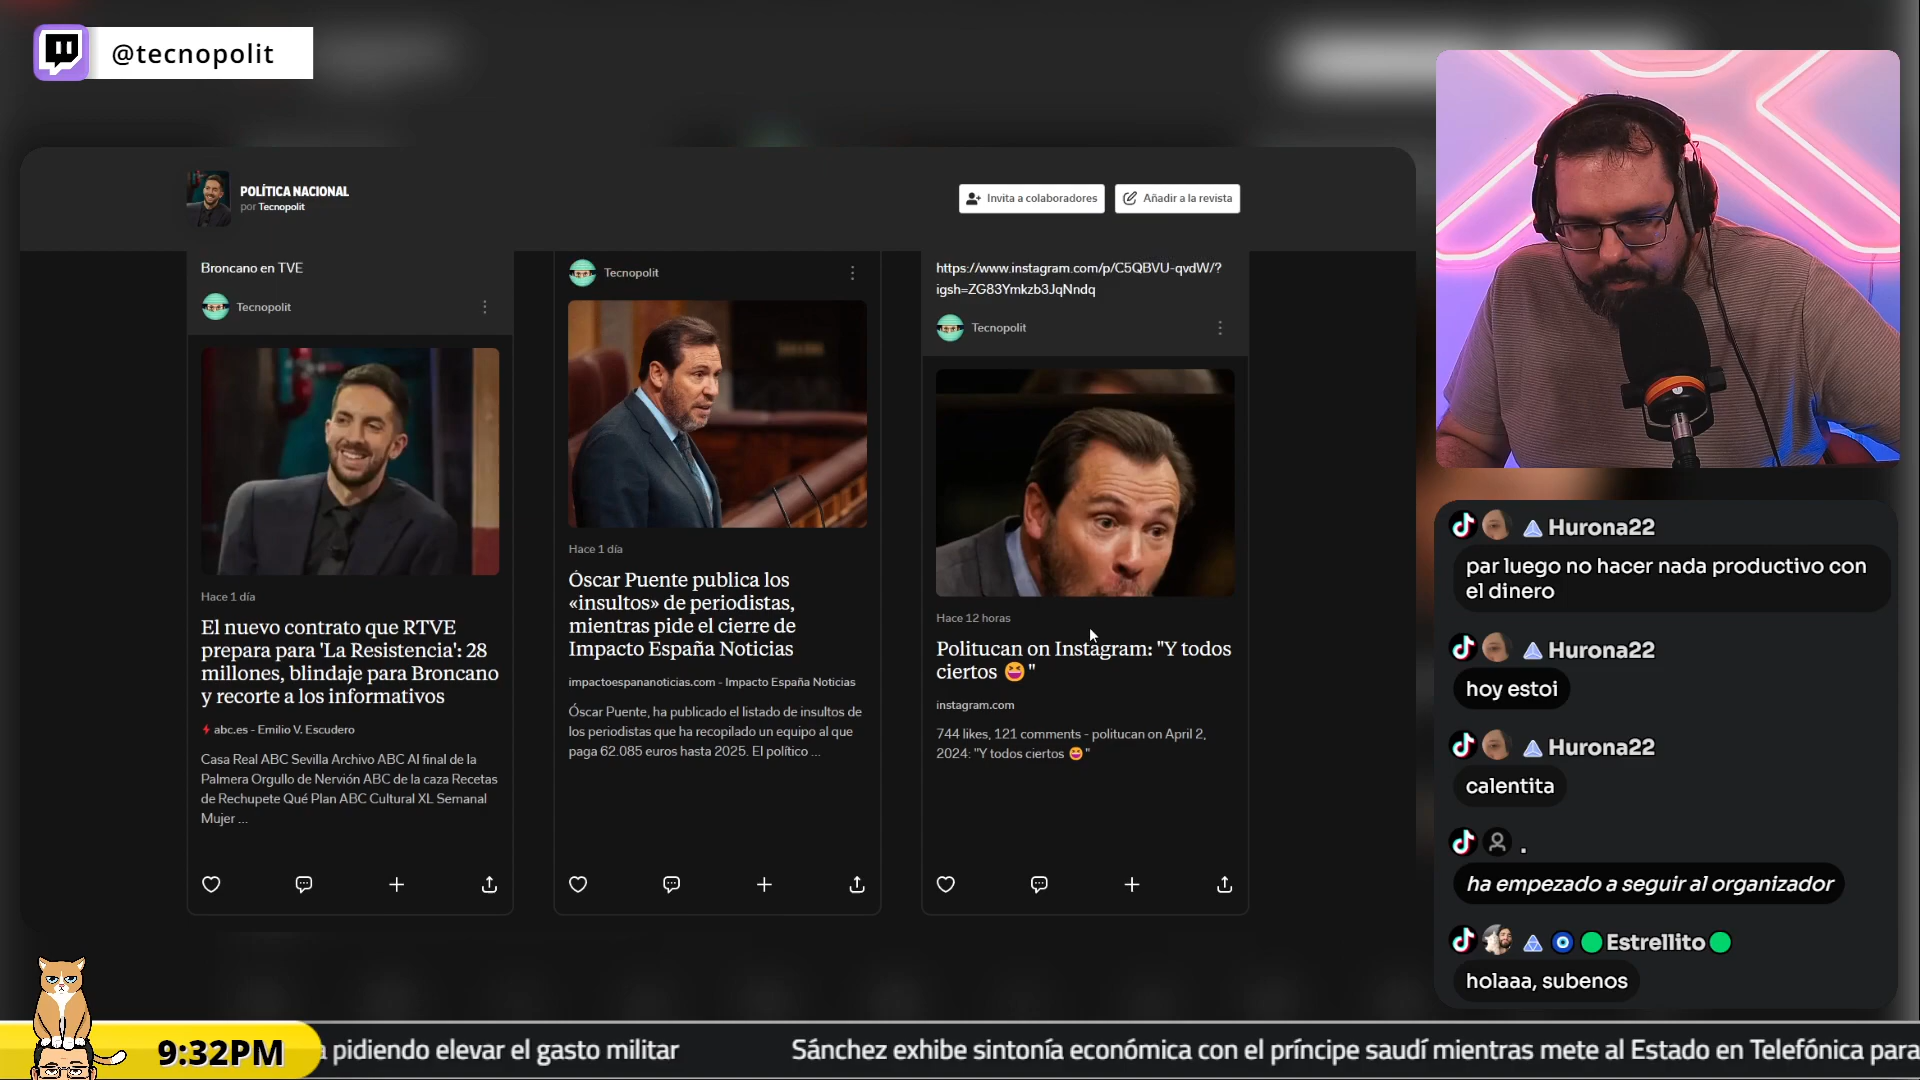 @tecnopolit
POLÍTICA NACIONAL
por Tecnopolit
Invita a colaboradores
Añadir a la revista
Broncano en TVE
Tecnopolit
Hace 1 día
El nuevo contrato que RTVE
prepara para 'La Resistencia': 28
millones, blindaje para Broncano
y recorte a los informativos
abc.es - Emilio V. Escudero
Casa Real ABC Sevilla Archivo ABC Al final de la
Palmera Orgullo de Nervión ABC de la caza Recetas
de Rechupete Qué Plan ABC Cultural XL Semanal
Mujer ...
Tecnopolit
Hace 1 día
Óscar Puente publica los
«insultos» de periodistas,
mientras pide el cierre de
Impacto España Noticias
impactoespananoticias.com - Impacto España Noticias
Óscar Puente, ha publicado el listado de insultos de
los periodistas que ha recopilado un equipo al que
paga 62.085 euros hasta 2025. El político ...
https://www.instagram.com/p/C5QBVU-qvdW/?
igsh=ZG83Ymkzb3JqNndq
Tecnopolit
Hace 12 horas
Politucan on Instagram: "Y todos
ciertos 😆"
instagram.com
744 likes, 121 comments - politucan on April 2,
2024: "Y todos ciertos 😆"
Hurona22
par luego no hacer nada productivo con
el dinero
Hurona22
hoy estoi
Hurona22
calentita
.
ha empezado a seguir al organizador
Estrellito
holaaa, subenos
9:32PM
a pidiendo elevar el gasto militar
Sánchez exhibe sintonía económica con el príncipe saudí mientras mete al Estado en Telefónica para